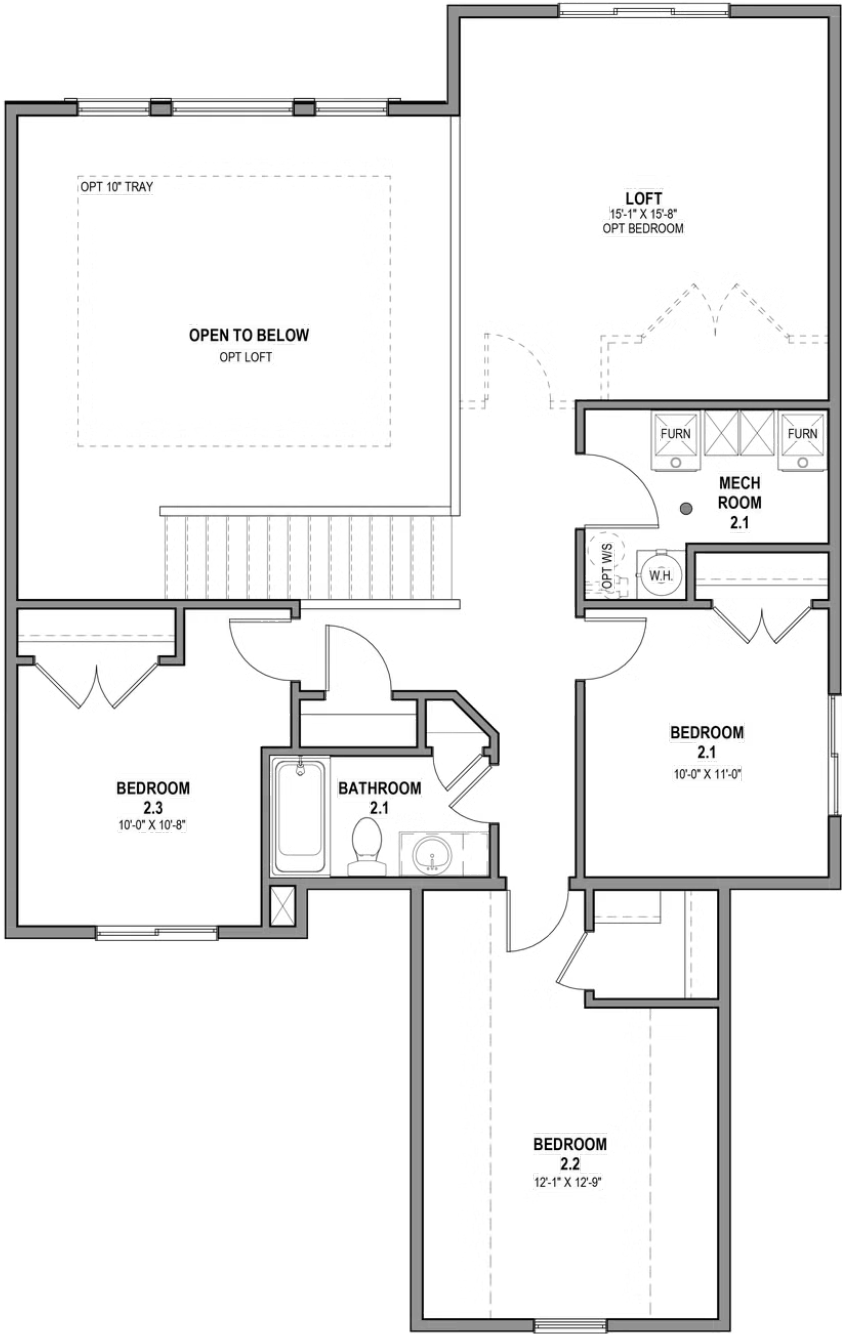 LOFT
15'-1" X 15'-8"
OPT BEDROOM
OPT 10" TRAY
OPEN TO BELOW
OPT LOFT
FURN
FURN
MECH
ROOM
2.1
OPT W/S
W.H.
BEDROOM
2.1
10'-0" X 11'-0"
BEDROOM
2.3
10'-0" X 10'-8"
BATHROOM
2.1
BEDROOM
2.2
12'-1" X 12'-9"